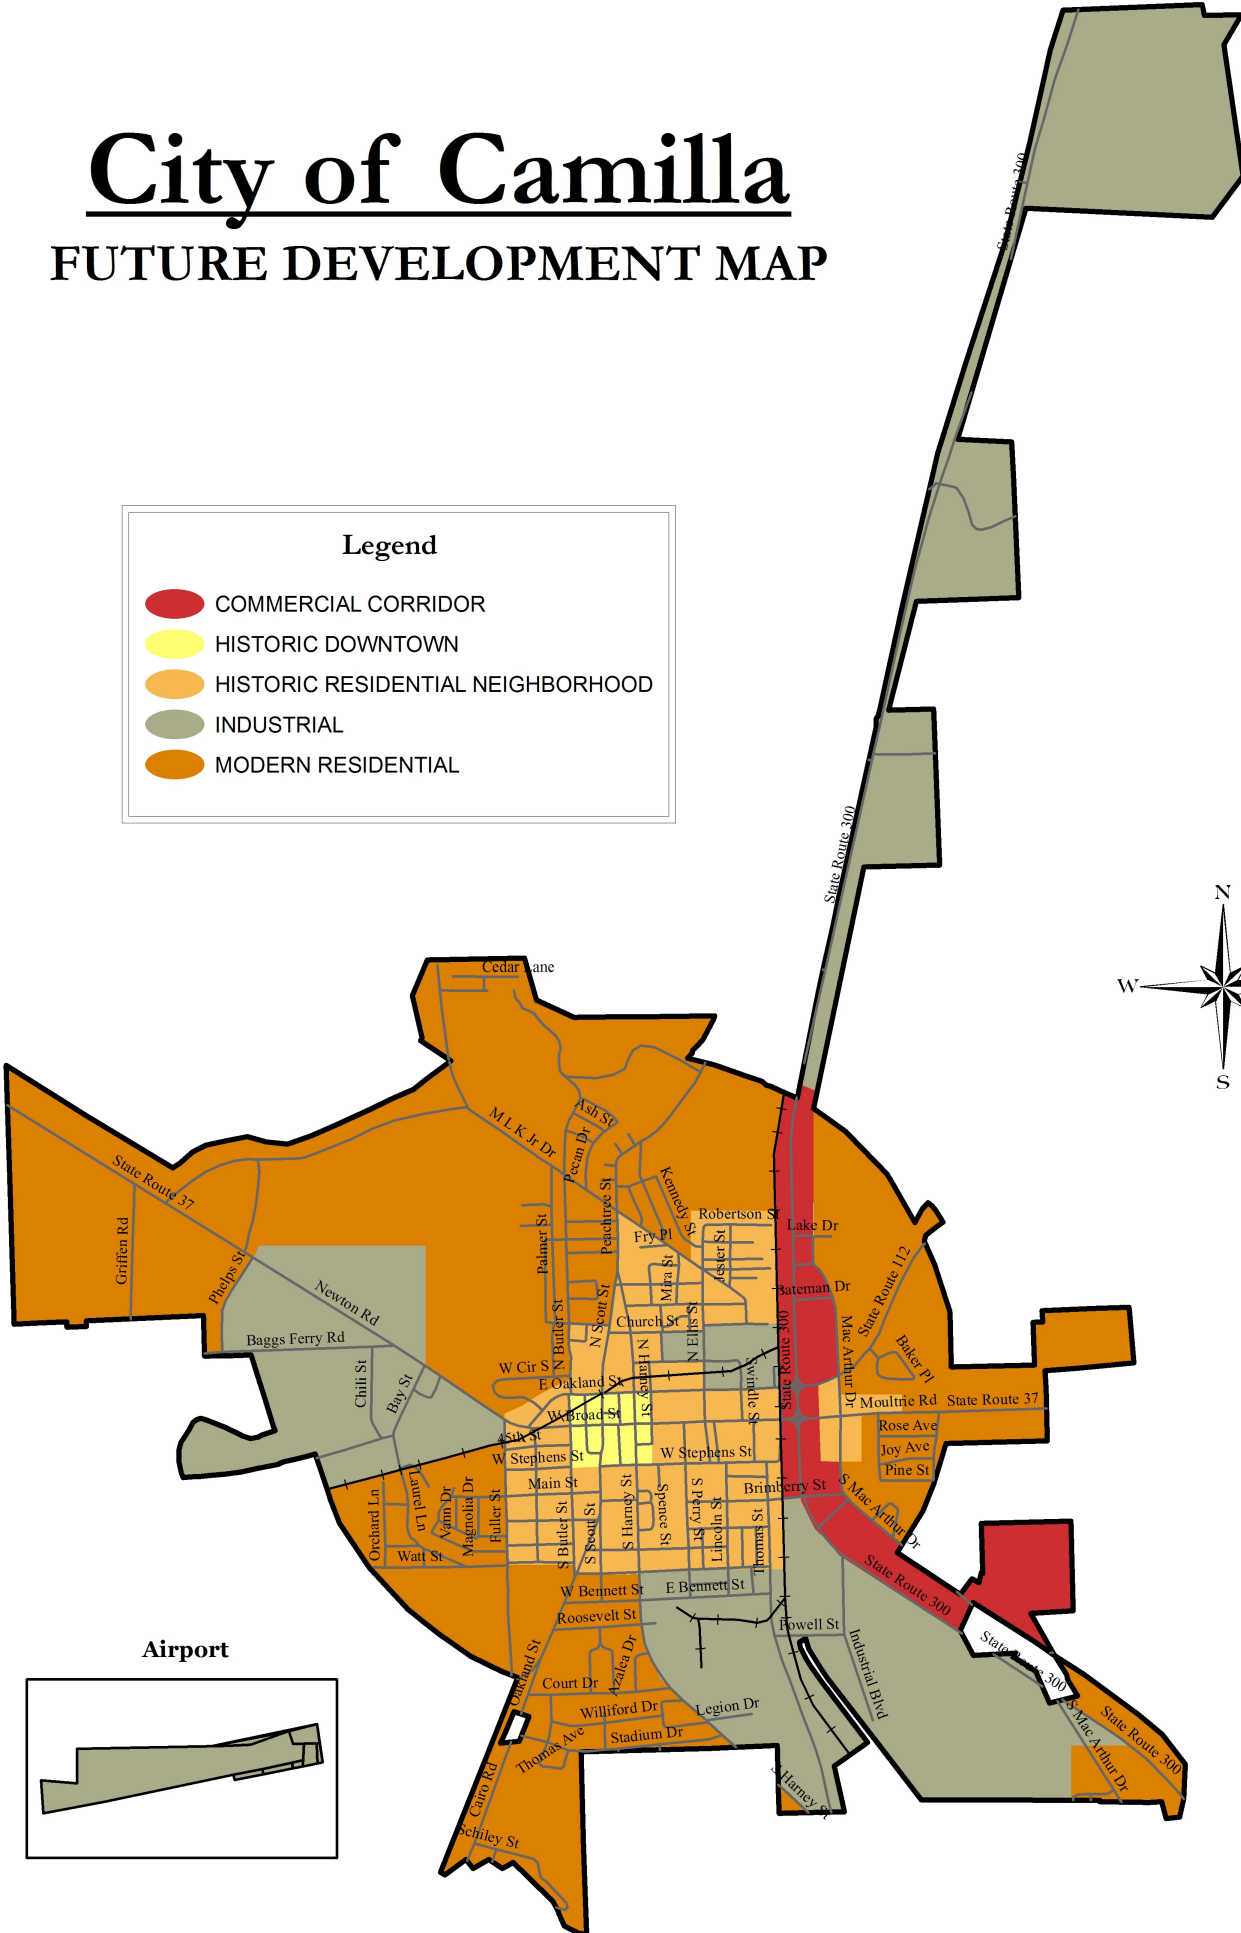 City of Camilla
FUTURE DEVELOPMENT MAP
State Route 300
Legend
COMMERCIAL CORRIDOR
HISTORIC DOWNTOWN
HISTORIC RESIDENTIAL NEIGHBORHOOD
INDUSTRIAL
MODERN RESIDENTIAL
State Route 300
N
W
S
Cedar Lane
Ash St
M L K Jr Dr
Pecan Dr
State Route 37
Kennedy St
Peachtree St
Robertson St
Lake Dr
Griffen Rd
Palmer St
Fry Pl
Jester St
Phelps St
Mira St
Bateman Dr
State Route 112
Newton Rd
N Scott St
Church St
N Ellis St
State Route 300
Mac Arthur Dr
Baggs Ferry Rd
N Butler St
N Harney St
Baker Pl
W Cir S
Chili St
Bay St
E Oakland St
Swindle St
Moultrie Rd
State Route 37
W Broad St
45th St
Rose Ave
W Stephens St
W Stephens St
Joy Ave
Pine St
Main St
Brimberry St
S Mac Arthur Dr
Laurel Ln
Vann Dr
Magnolia Dr
Fuller St
Orchard Ln
S Butler St
S Scott St
S Harney St
Spence St
S Perry St
Lincoln St
Thomas St
Watt St
State Route 300
W Bennett St
E Bennett St
Roosevelt St
Powell St
State Route 300
Airport
Oakland St
Azalea Dr
Industrial Blvd
Court Dr
Williford Dr
Legion Dr
S Mac Arthur Dr
State Route 300
Thomas Ave
Stadium Dr
Cairo Rd
S Harney St
Schiley St